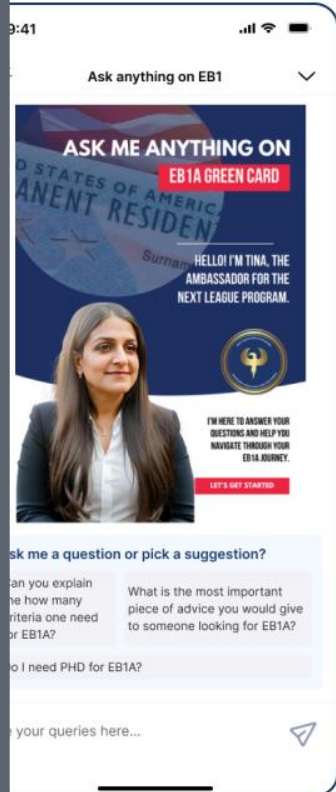 9:41
Ask anything on EB1
ASK ME ANYTHING ON
EB1A GREEN CARD
D STATES OF AMERIC
ANENT RESIDEN
Surnam
HELLO! I'M TINA, THE
AMBASSADOR FOR THE
NEXT LEAGUE PROGRAM.
I'M HERE TO ANSWER YOUR
QUESTIONS AND HELP YOU
NAVIGATE THROUGH YOUR
EB1A JOURNEY.
LET'S GET STARTED
sk me a question or pick a suggestion?
an you explain
e how many
riteria one need
or EB1A?
What is the most important
piece of advice you would give
to someone looking for EB1A?
o I need PHD for EB1A?
e your queries here...